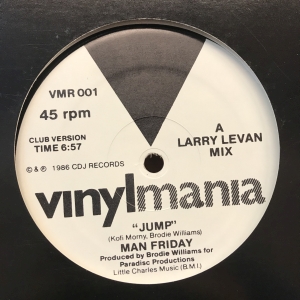 VMR 001
45 rpm
CLUB VERSION
TIME 6:57
A
LARRY LEVAN
MIX
© & ℗ 1986 CDJ RECORDS
vinylmania
"JUMP"
(Kofi Morny, Brodie Williams)
MAN FRIDAY
Produced by Brodie Williams for
Paradisc Productions
Little Charles Music (B.M.I.)